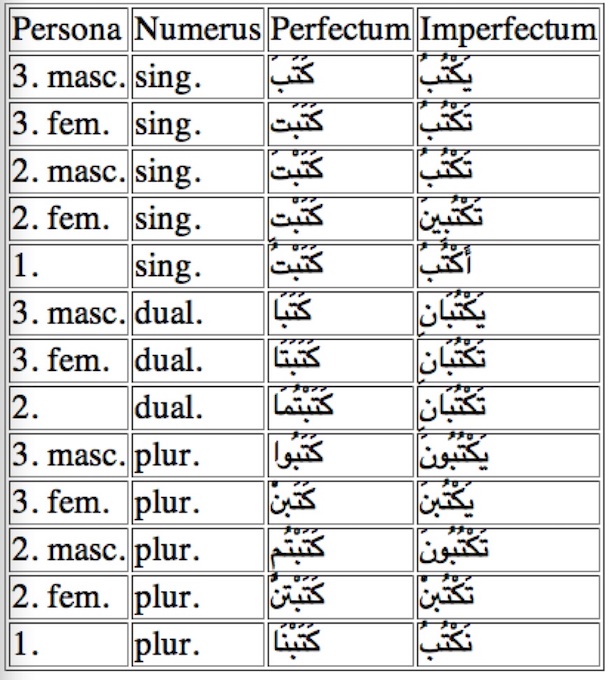 Persona Numerus Perfectum Imperfectum
3. masc. sing. كَتَبَ يَكْتُبُ
3. fem. sing. كَتَبَت تَكْتُبُ
2. masc. sing. كَتَبْتَ تَكْتُبُ
2. fem. sing. كَتَبْتِ تَكْتُبِينَ
1. sing. كَتَبْتُ أَكْتُبُ
3. masc. dual. كَتَبَا يَكْتُبَانِ
3. fem. dual. كَتَبَتَا تَكْتُبَانِ
2. dual. كَتَبْتُمَا تَكْتُبَانِ
3. masc. plur. كَتَبُوا يَكْتُبُونَ
3. fem. plur. كَتَبْنَ يَكْتُبْنَ
2. masc. plur. كَتَبْتُم تَكْتُبُونَ
2. fem. plur. كَتَبْتُنَّ تَكْتُبْنَ
1. plur. كَتَبْنَا نَكْتُبُ